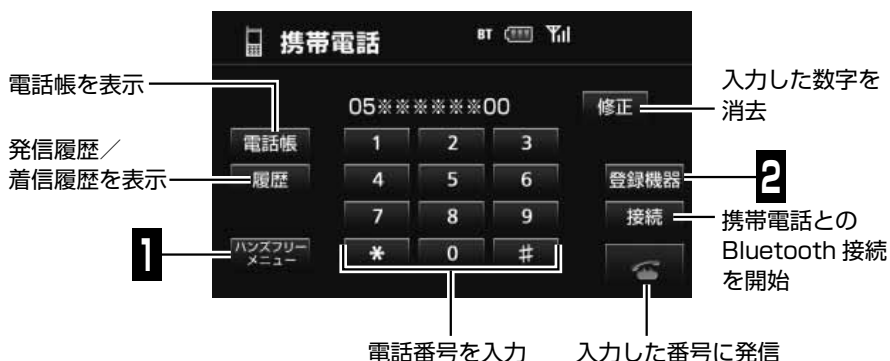 携帯電話
BT
電話帳を表示
05※※※※※※00
修正
入力した数字を
消去
電話帳
1 2 3
発信履歴／
着信履歴を表示
履歴
4 5 6
登録機器
2
7 8 9
接続
携帯電話との
Bluetooth 接続
を開始
1
ハンズフリー
メニュー
* 0 #
電話番号を入力
入力した番号に発信